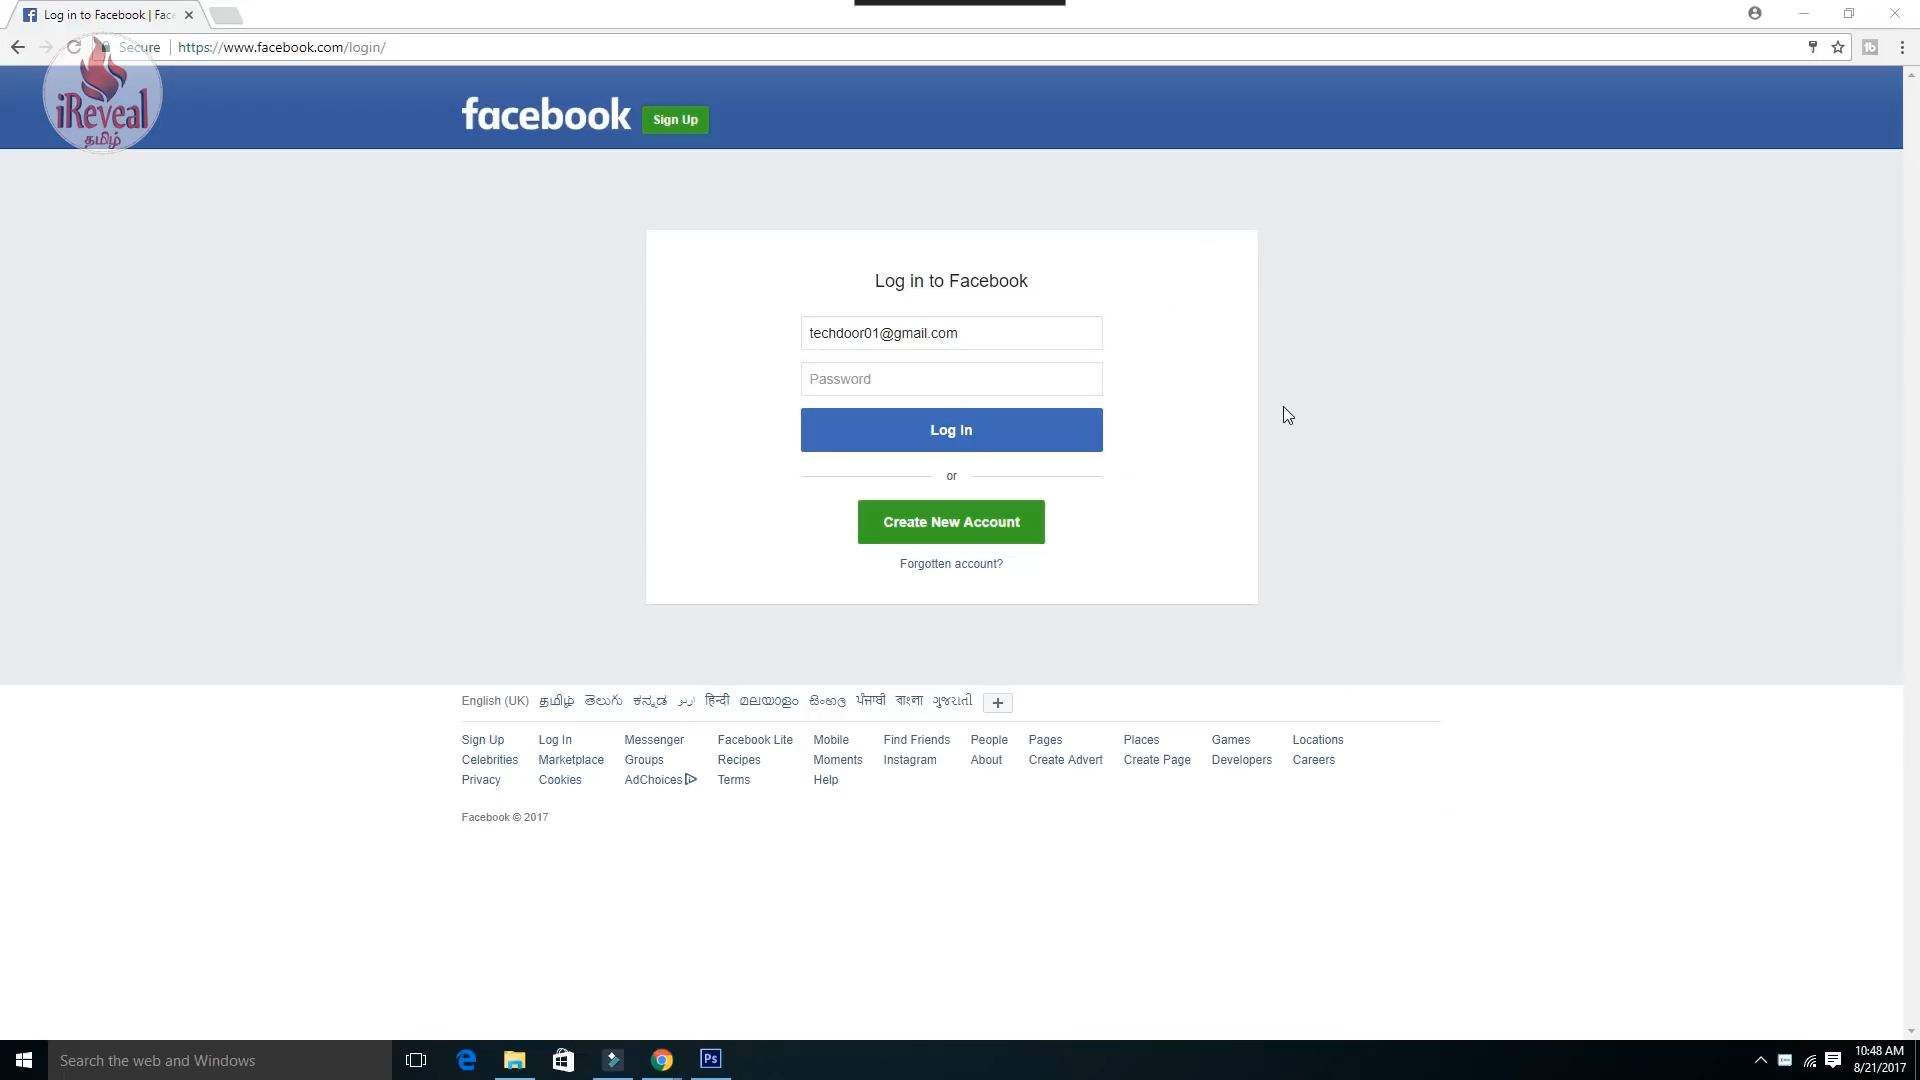 Log in to Facebook | Fac
Secure | https://www.facebook.com/login/
iReveal
தமிழ்
facebook
Sign Up
Log in to Facebook
techdoor01@gmail.com
Password
Log In
or
Create New Account
Forgotten account?
English (UK) தமிழ் తెలుగు ಕನ್ನಡ اردو हिन्दी മലയാളം සිංහල ਪੰਜਾਬੀ বাংলা ગુજરાતી +
Sign Up Log In Messenger Facebook Lite Mobile Find Friends People Pages Places Games Locations
Celebrities Marketplace Groups Recipes Moments Instagram About Create Advert Create Page Developers Careers
Privacy Cookies AdChoices Terms Help
Facebook © 2017
Search the web and Windows
Ps
10:48 AM
8/21/2017